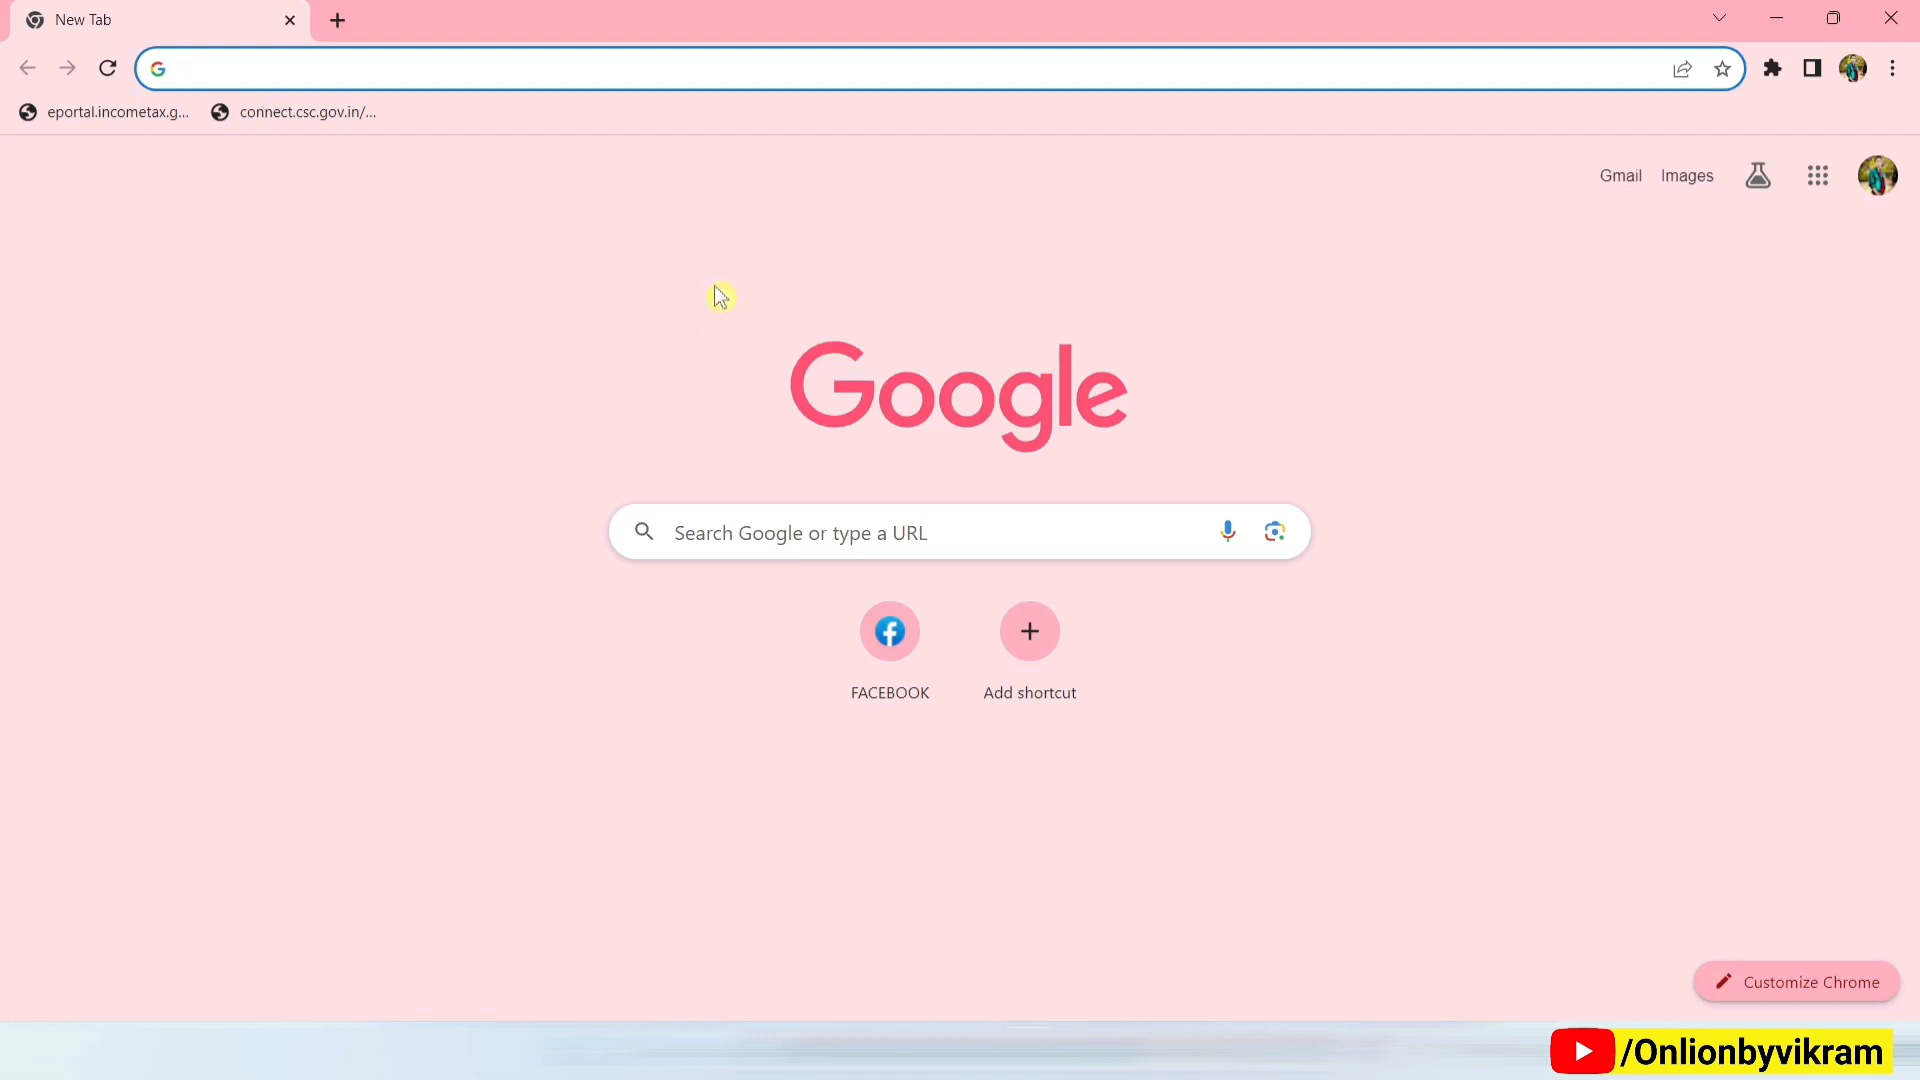 New Tab
eportal.incometax.g...
connect.csc.gov.in/...
Gmail
Images
Google
Search Google or type a URL
FACEBOOK
Add shortcut
Customize Chrome
/Onlionbyvikram